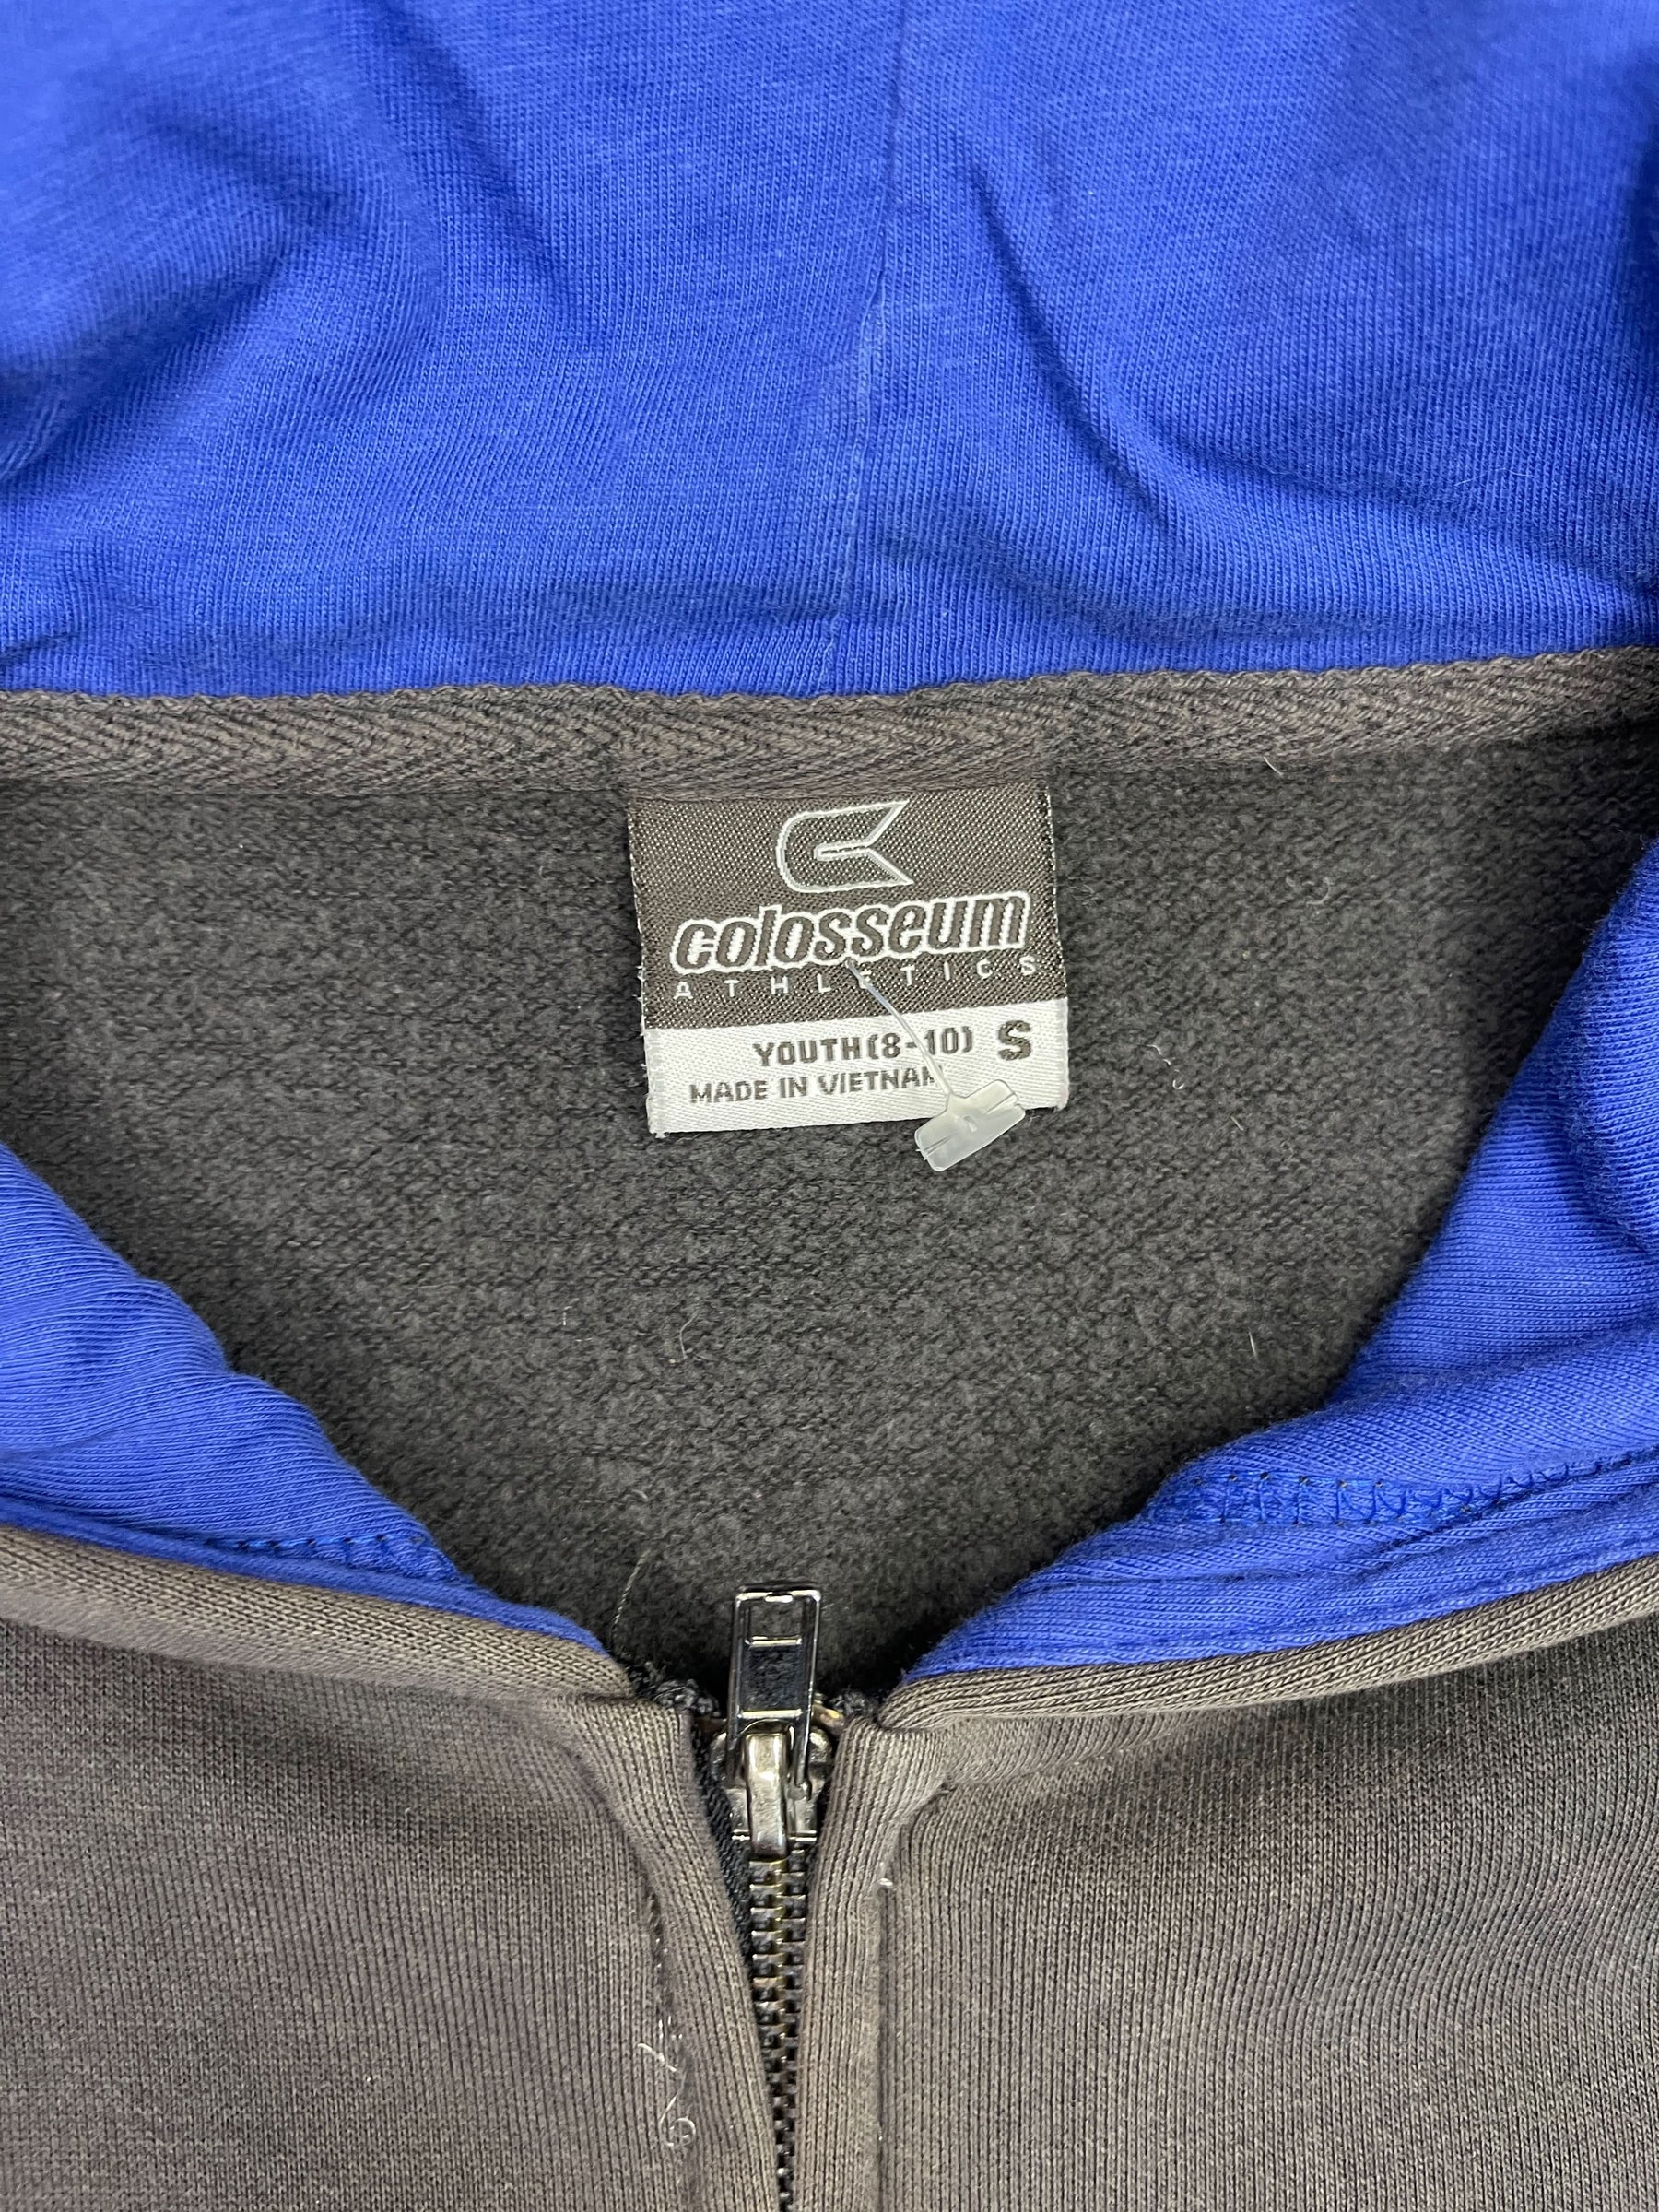 colosseum
ATHLETICS
YOUTH (8-10) S
MADE IN VIETNAM